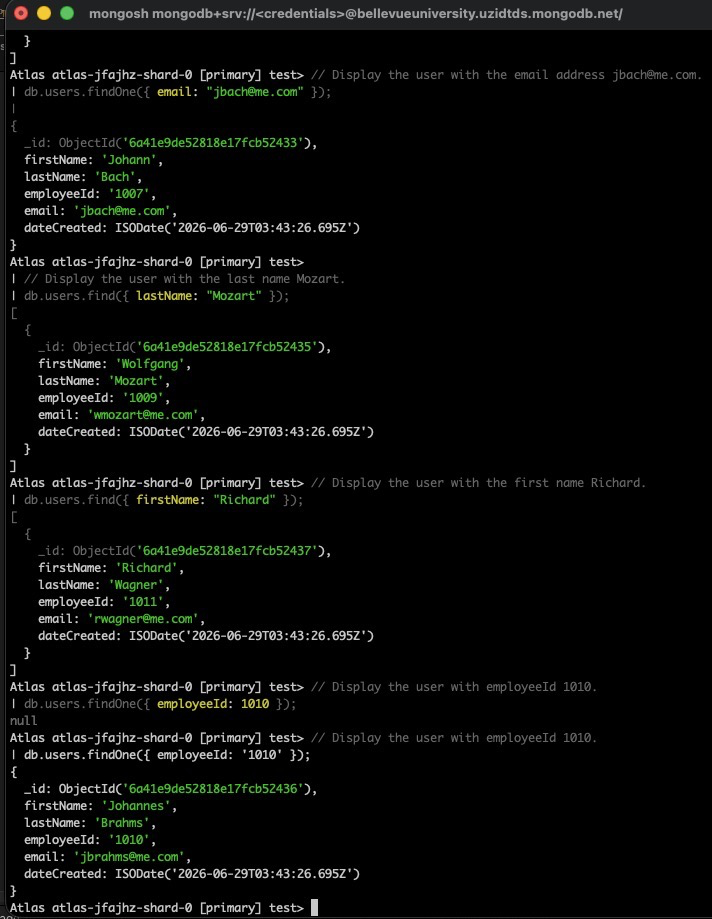 mongosh mongodb+srv://<credentials>@bellevueuniversity.uzidtds.mongodb.net/
  }
]
Atlas atlas-jfajhz-shard-0 [primary] test> // Display the user with the email address jbach@me.com.
| db.users.findOne({ email: "jbach@me.com" });
|
{
  _id: ObjectId('6a41e9de52818e17fcb52433'),
  firstName: 'Johann',
  lastName: 'Bach',
  employeeId: '1007',
  email: 'jbach@me.com',
  dateCreated: ISODate('2026-06-29T03:43:26.695Z')
}
Atlas atlas-jfajhz-shard-0 [primary] test>
| // Display the user with the last name Mozart.
| db.users.find({ lastName: "Mozart" });
[
  {
    _id: ObjectId('6a41e9de52818e17fcb52435'),
    firstName: 'Wolfgang',
    lastName: 'Mozart',
    employeeId: '1009',
    email: 'wmozart@me.com',
    dateCreated: ISODate('2026-06-29T03:43:26.695Z')
  }
]
Atlas atlas-jfajhz-shard-0 [primary] test> // Display the user with the first name Richard.
| db.users.find({ firstName: "Richard" });
[
  {
    _id: ObjectId('6a41e9de52818e17fcb52437'),
    firstName: 'Richard',
    lastName: 'Wagner',
    employeeId: '1011',
    email: 'rwagner@me.com',
    dateCreated: ISODate('2026-06-29T03:43:26.695Z')
  }
]
Atlas atlas-jfajhz-shard-0 [primary] test> // Display the user with employeeId 1010.
| db.users.findOne({ employeeId: 1010 });
null
Atlas atlas-jfajhz-shard-0 [primary] test> // Display the user with employeeId 1010.
| db.users.findOne({ employeeId: '1010' });
{
  _id: ObjectId('6a41e9de52818e17fcb52436'),
  firstName: 'Johannes',
  lastName: 'Brahms',
  employeeId: '1010',
  email: 'jbrahms@me.com',
  dateCreated: ISODate('2026-06-29T03:43:26.695Z')
}
Atlas atlas-jfajhz-shard-0 [primary] test>